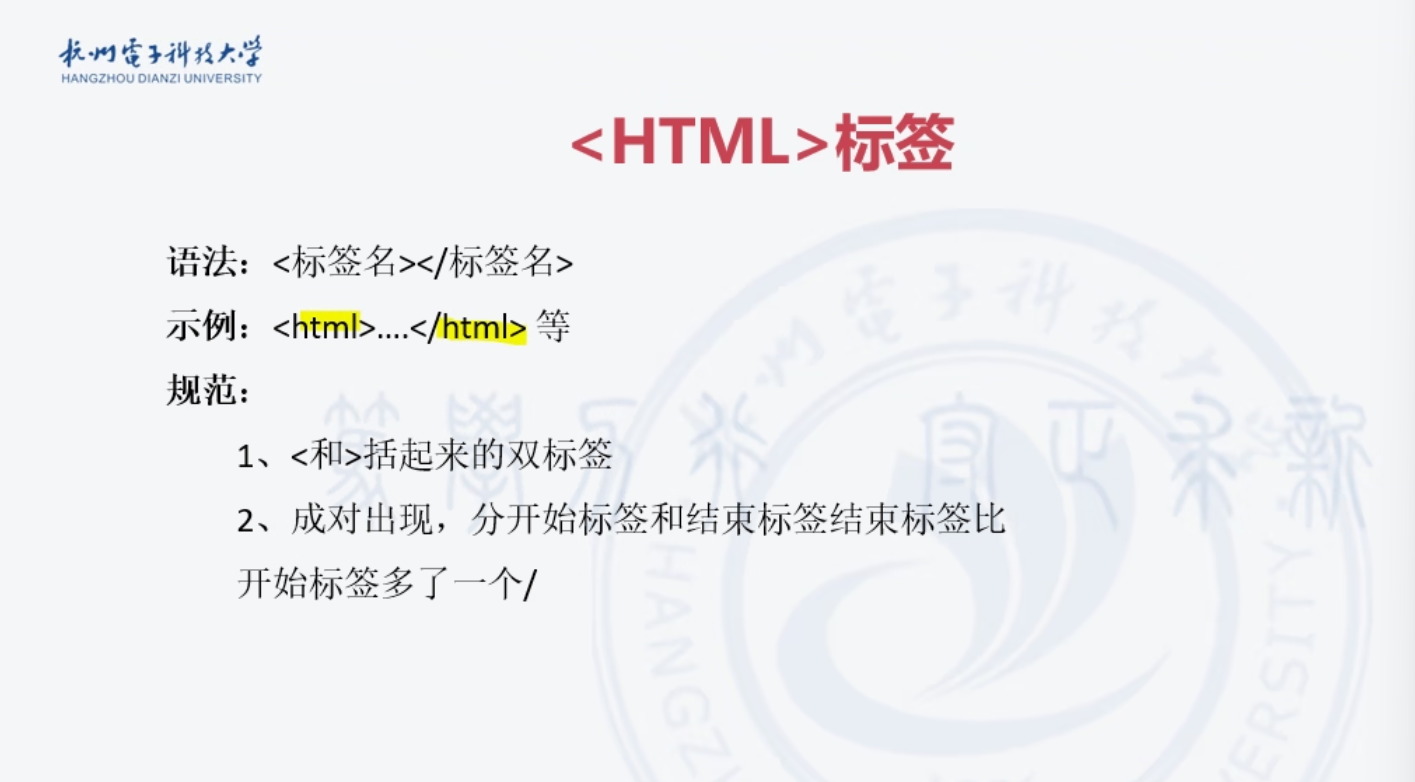 杭州電子科技大学
HANGZHOU DIANZI UNIVERSITY
<HTML>标签
语法：<标签名></标签名>
示例：<html>....</html> 等
规范：
1、<和>括起来的双标签
2、成对出现，分开始标签和结束标签结束标签比
开始标签多了一个/